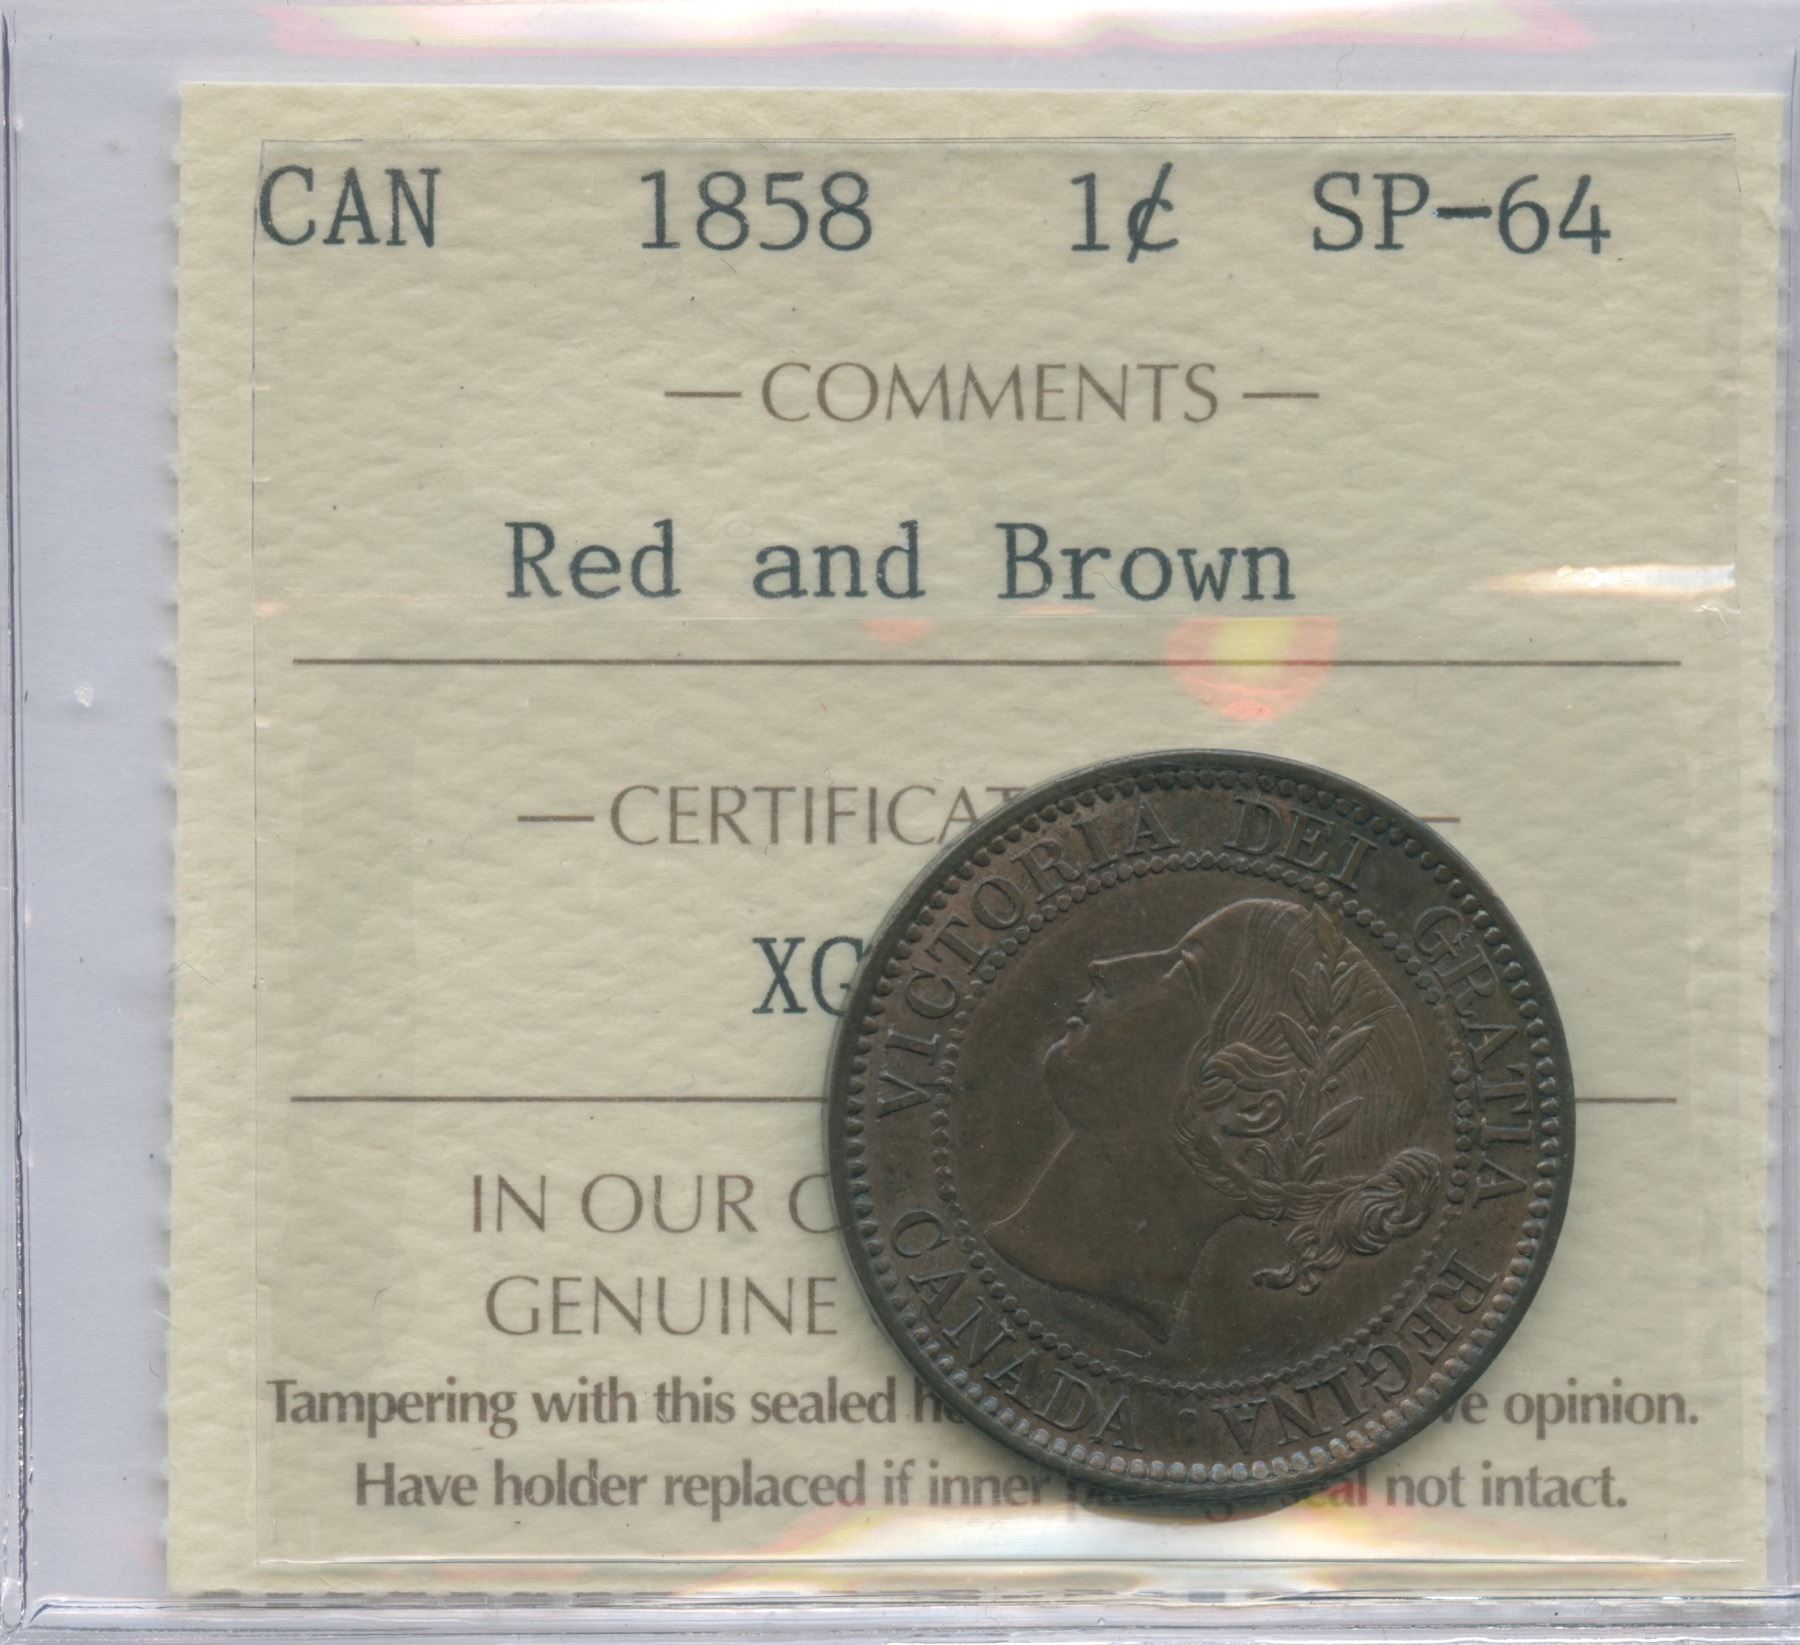 CAN 1858 1¢ SP-64
— COMMENTS —
Red and Brown
— CERTIFICAT —
XG
IN OUR
GENUINE
Tampering with this sealed opinion.
Have holder replaced if inner not intact.
VICTORIA DEI GRATIA REGINA CANADA